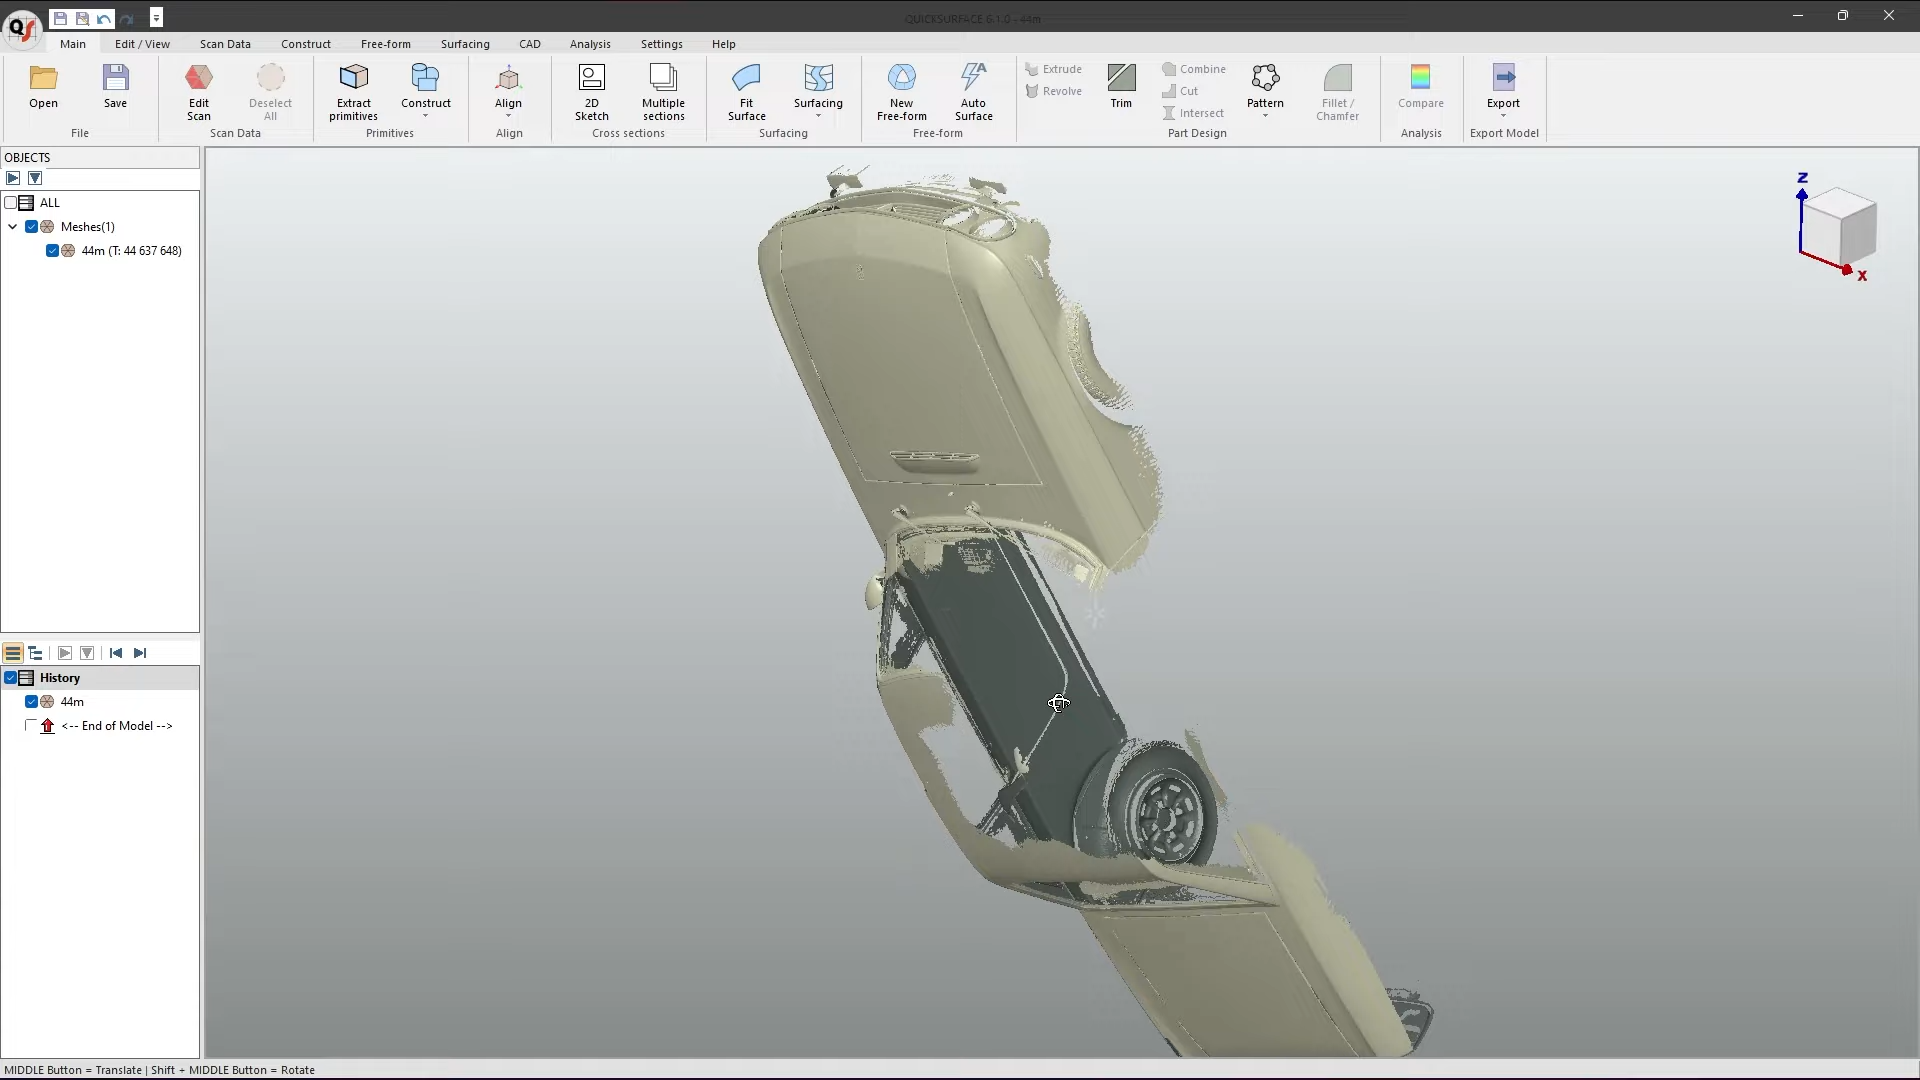 QS
QUICKSURFACE 6.1.0 - 44m
Main Edit / View Scan Data Construct Free-form Surfacing CAD Analysis Settings Help
Open Save Edit Scan Deselect All Extract primitives Construct Align 2D Sketch Multiple sections Fit Surface Surfacing New Free-form Auto Surface Extrude Revolve Trim Combine Cut Intersect Pattern Fillet / Chamfer Compare Export
File Scan Data Primitives Align Cross sections Surfacing Free-form Part Design Analysis Export Model
OBJECTS
ALL
Meshes(1)
44m (T: 44 637 648)
Z
X
History
44m
<-- End of Model -->
MIDDLE Button = Translate | Shift + MIDDLE Button = Rotate